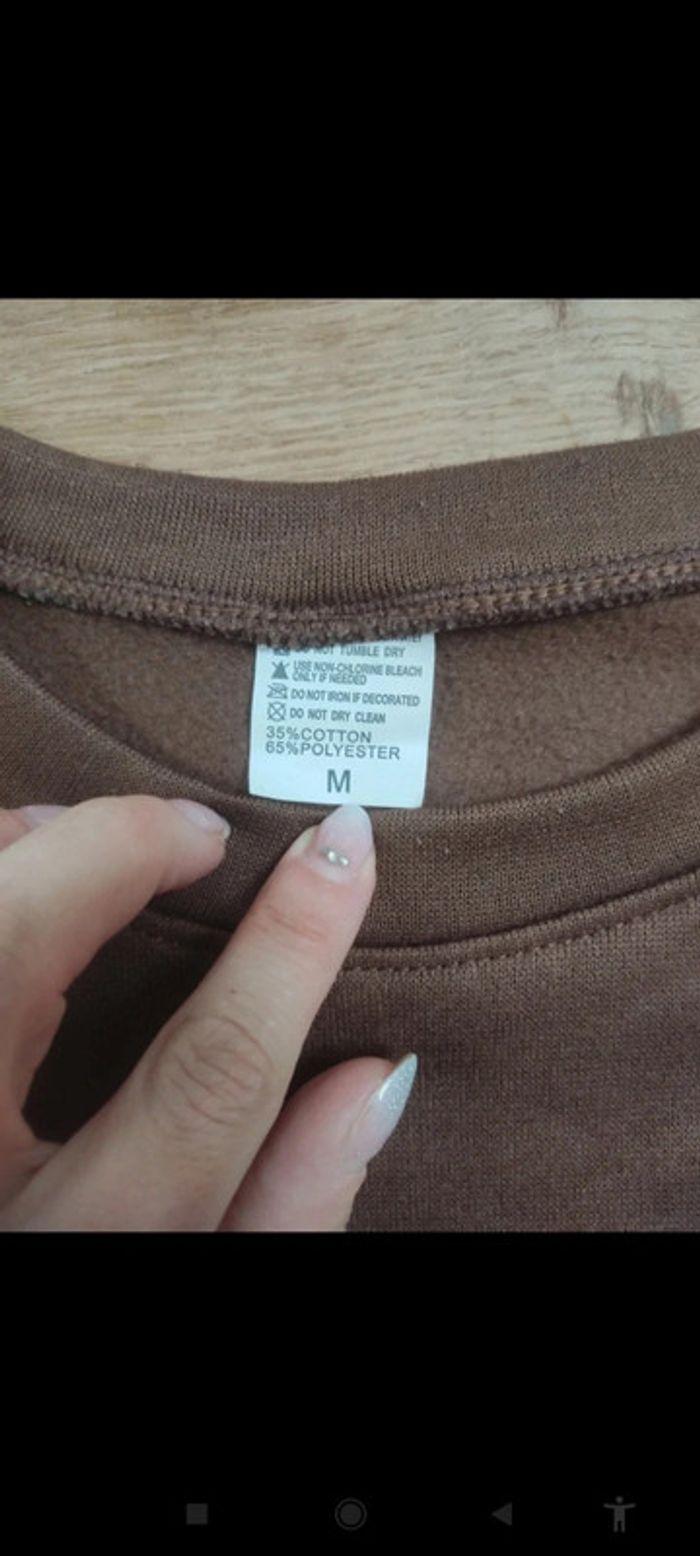 DO NOT TUMBLE DRY
USE NON-CHLORINE BLEACH
ONLY IF NEEDED
DO NOT IRON IF DECORATED
DO NOT DRY CLEAN
35%COTTON
65%POLYESTER
M